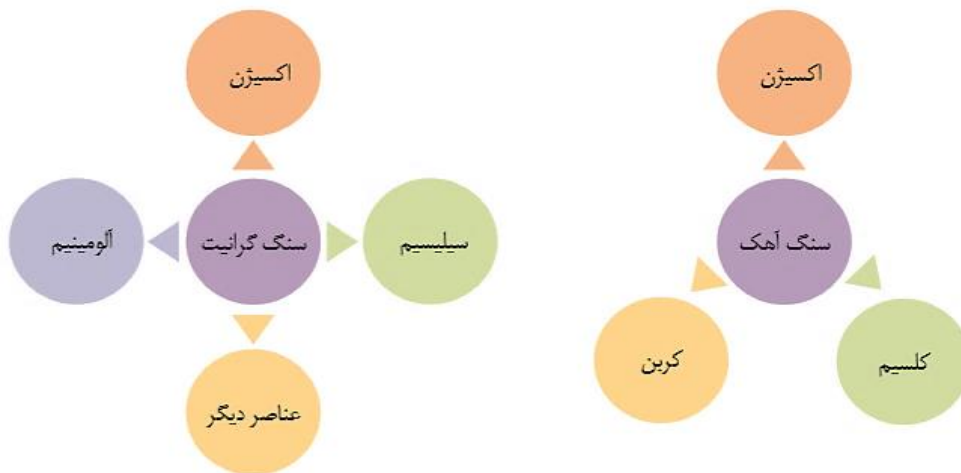 اکسیژن
سنگ آهک
کلسیم
کربن
اکسیژن
سیلیسیم
سنگ گرانیت
آلومینیم
عناصر دیگر